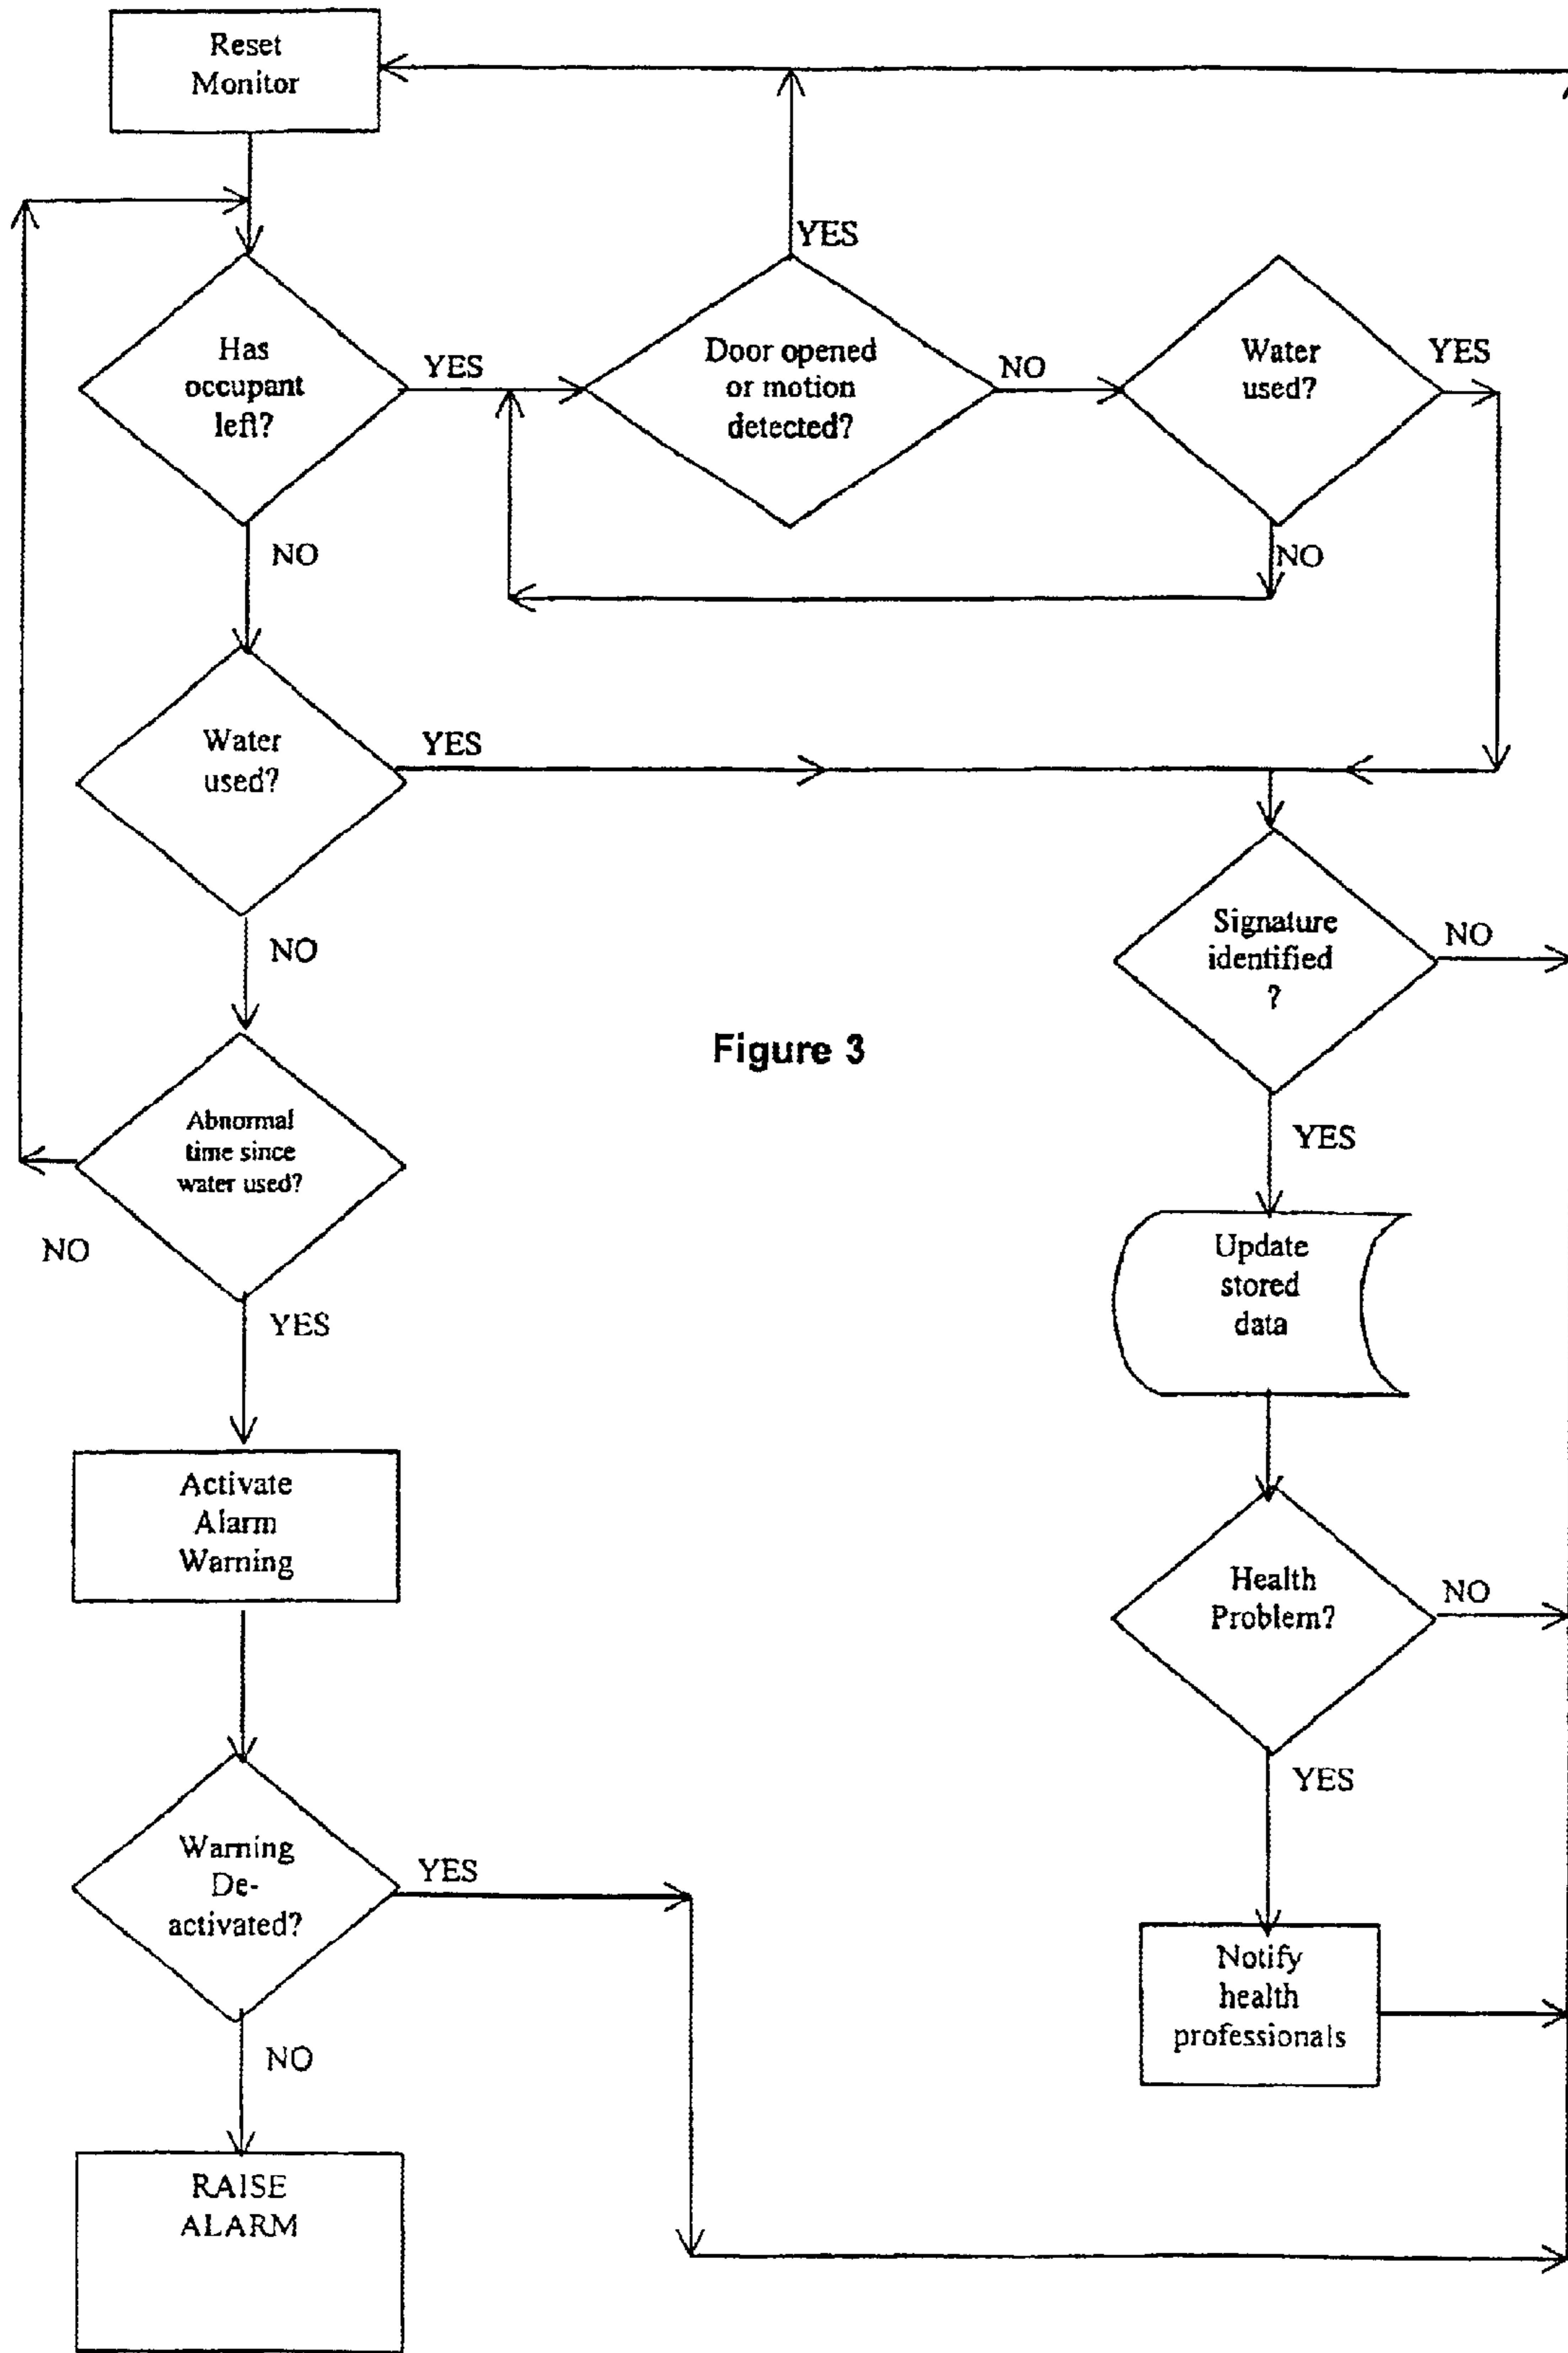 Reset
Monitor
YES
Has
occupant
left?
YES
Door opened
or motion
detected?
NO
Water
used?
YES
NO
NO
Water
used?
YES
NO
Signature
identified
?
NO
Figure 3
Abnormal
time since
water used?
NO
YES
YES
Update
stored
data
Activate
Alarm
Warning
Health
Problem?
NO
YES
Warning
De-
activated?
YES
NO
Notify
health
professionals
RAISE
ALARM